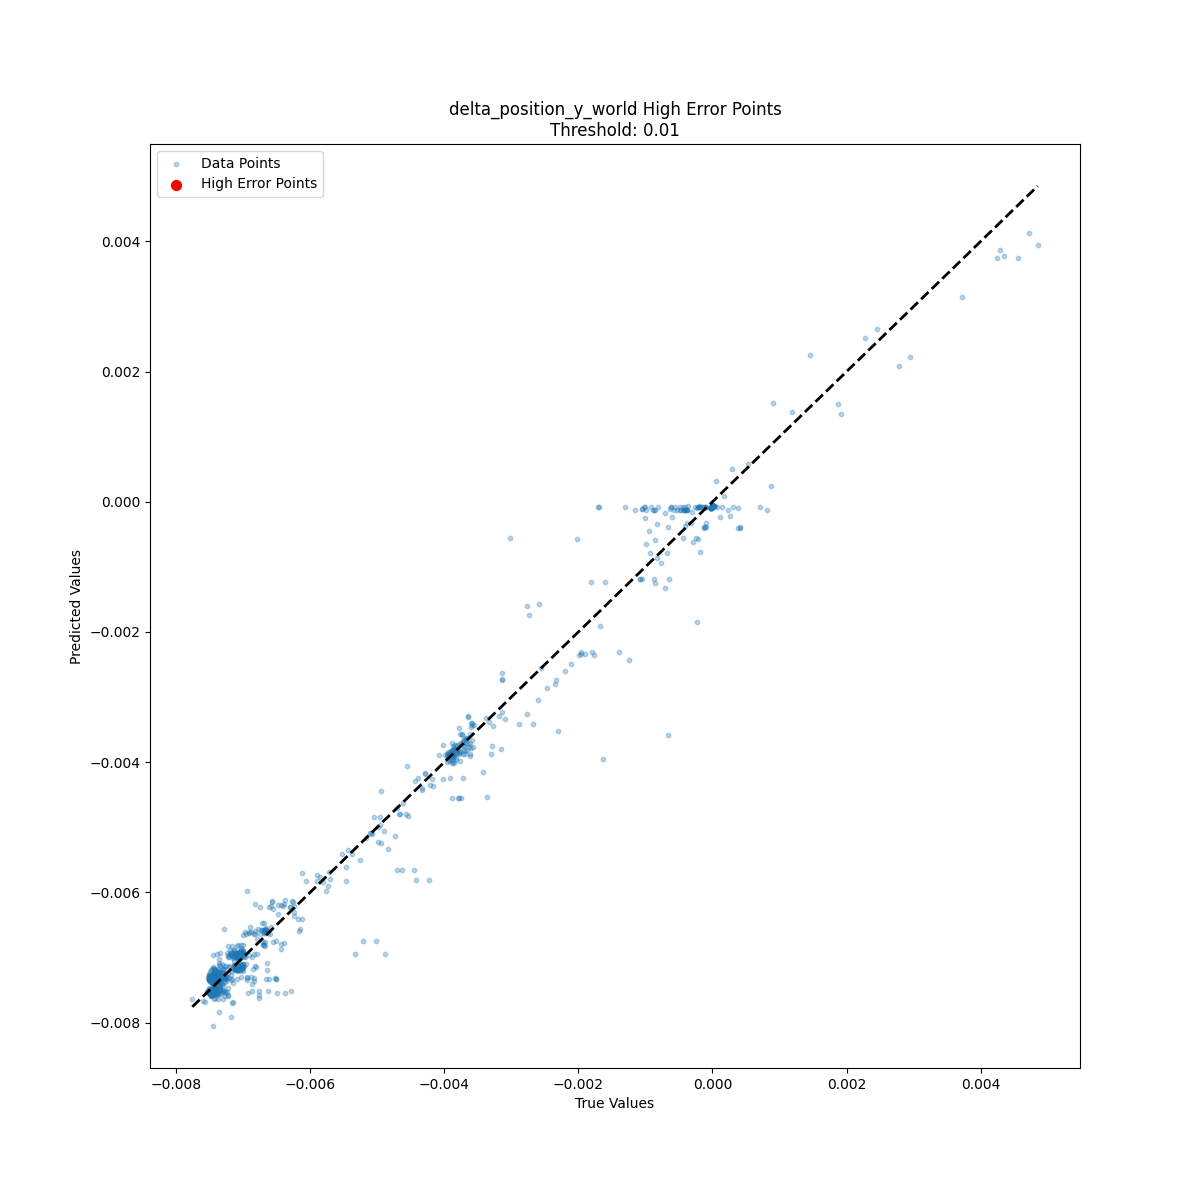 delta_position_y_world High Error Points
Threshold: 0.01
Data Points
High Error Points
0.004
0.002
0.000
−0.002
−0.004
−0.006
−0.008
Predicted Values
−0.008
−0.006
−0.004
−0.002
0.000
0.002
0.004
True Values